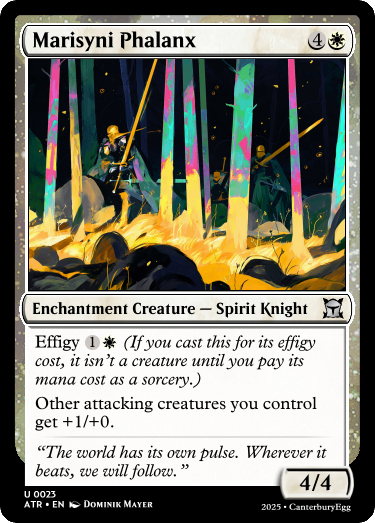 Marisyni Phalanx 4
Enchantment Creature — Spirit Knight
Effigy 1 (If you cast this for its effigy
cost, it isn't a creature until you pay its
mana cost as a sorcery.)
Other attacking creatures you control
get +1/+0.
"The world has its own pulse. Wherever it
beats, we will follow."
4/4
U 0023
ATR • EN Dominik Mayer
2025 • CanterburyEgg